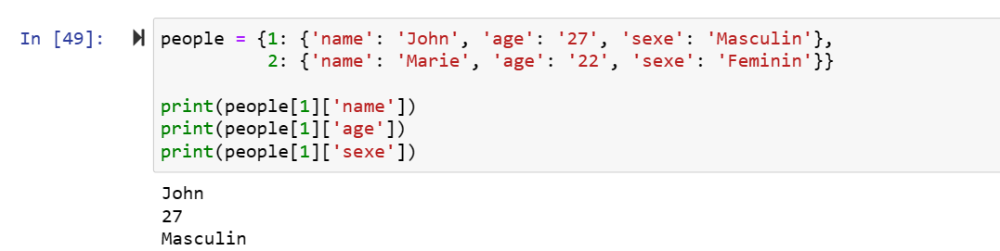 In [49]: people = {1: {'name': 'John', 'age': '27', 'sexe': 'Masculin'},
2: {'name': 'Marie', 'age': '22', 'sexe': 'Feminin'}}
print(people[1]['name'])
print(people[1]['age'])
print(people[1]['sexe'])
John
27
Masculin